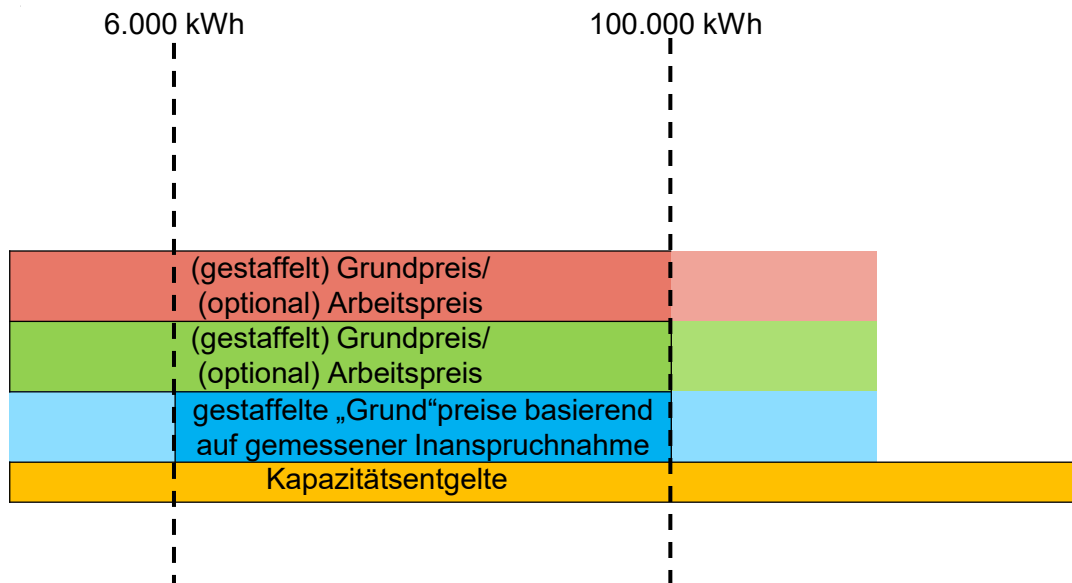 6.000 kWh
100.000 kWh
(gestaffelt) Grundpreis/
(optional) Arbeitspreis
(gestaffelt) Grundpreis/
(optional) Arbeitspreis
gestaffelte „Grund“preise basierend
auf gemessener Inanspruchnahme
Kapazitätsentgelte